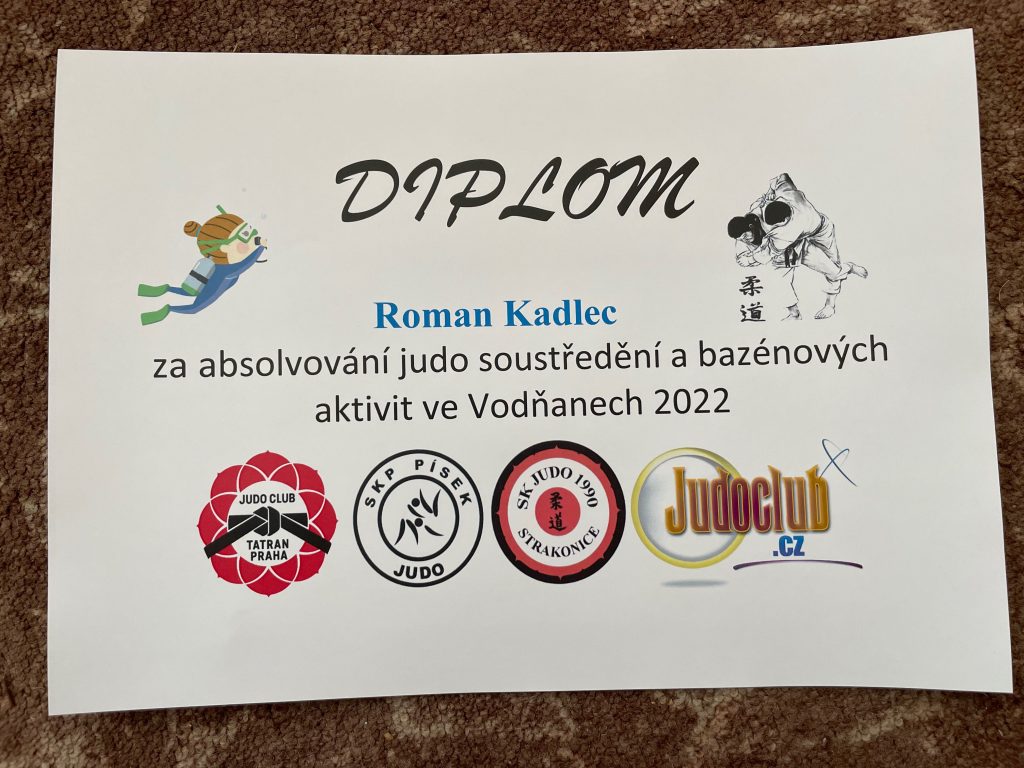 DIPLOM
柔道
Roman Kadlec
za absolvování judo soustředění a bazénových
aktivit ve Vodňanech 2022
JUDO CLUB
TATRAN
PRAHA
SKP PÍSEK
JUDO
SK JUDO 1990
柔道
STRAKONICE
Judoclub
.cz